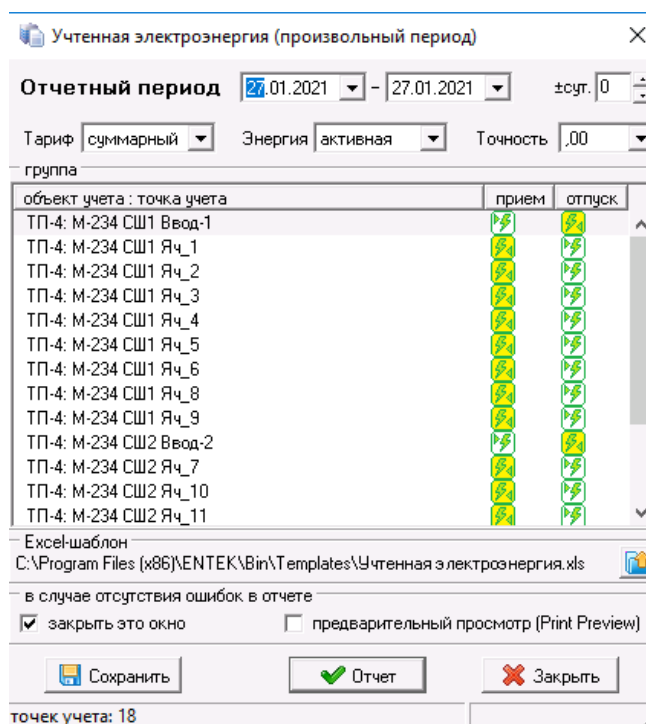 Учтенная электроэнергия (произвольный период)
Отчетный период 27.01.2021 – 27.01.2021 ±сут. 0
Тариф суммарный Энергия активная Точность ,00
группа
объект учета : точка учета прием отпуск
ТП-4: М-234 СШ1 Ввод-1
ТП-4: М-234 СШ1 Яч_1
ТП-4: М-234 СШ1 Яч_2
ТП-4: М-234 СШ1 Яч_3
ТП-4: М-234 СШ1 Яч_4
ТП-4: М-234 СШ1 Яч_5
ТП-4: М-234 СШ1 Яч_6
ТП-4: М-234 СШ1 Яч_8
ТП-4: М-234 СШ1 Яч_9
ТП-4: М-234 СШ2 Ввод-2
ТП-4: М-234 СШ2 Яч_7
ТП-4: М-234 СШ2 Яч_10
ТП-4: М-234 СШ2 Яч_11
Excel-шаблон
C:\Program Files (x86)\ENTEK\Bin\Templates\Учтенная электроэнергия.xls
в случае отсутствия ошибок в отчете
закрыть это окно предварительный просмотр (Print Preview)
Сохранить Отчет Закрыть
точек учета: 18